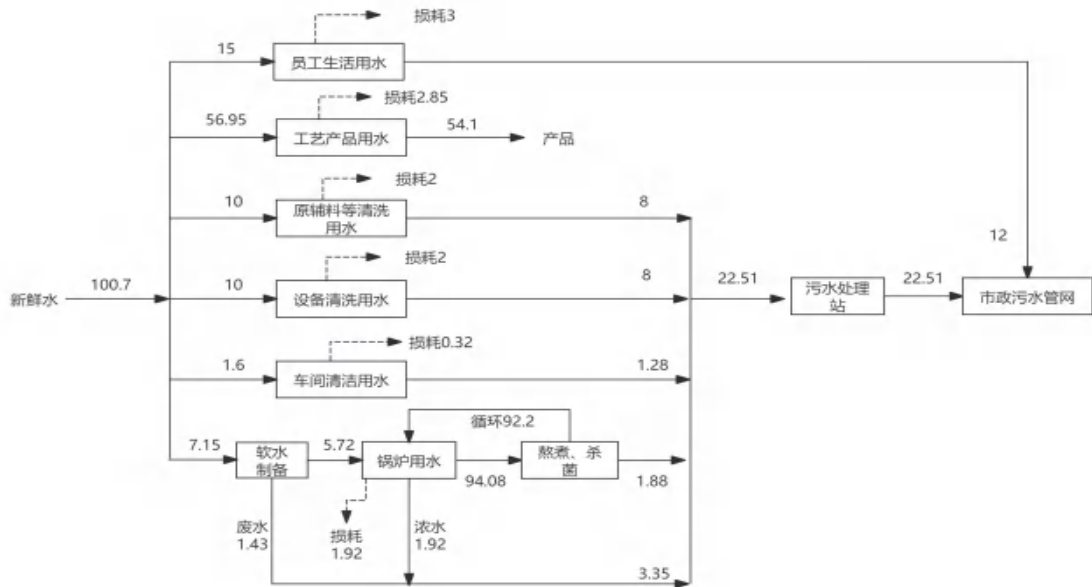 损耗3
15
员工生活用水
损耗2.85
56.95
工艺产品用水
54.1
产品
损耗2
10
原辅料等清洗
用水
8
12
损耗2
新鲜水
100.7
10
设备清洗用水
8
22.51
污水处理
站
22.51
市政污水管网
损耗0.32
1.6
车间清洁用水
1.28
循环92.2
7.15
软水
制备
5.72
锅炉用水
94.08
熬煮、杀
菌
1.88
废水
1.43
损耗
1.92
浓水
1.92
3.35